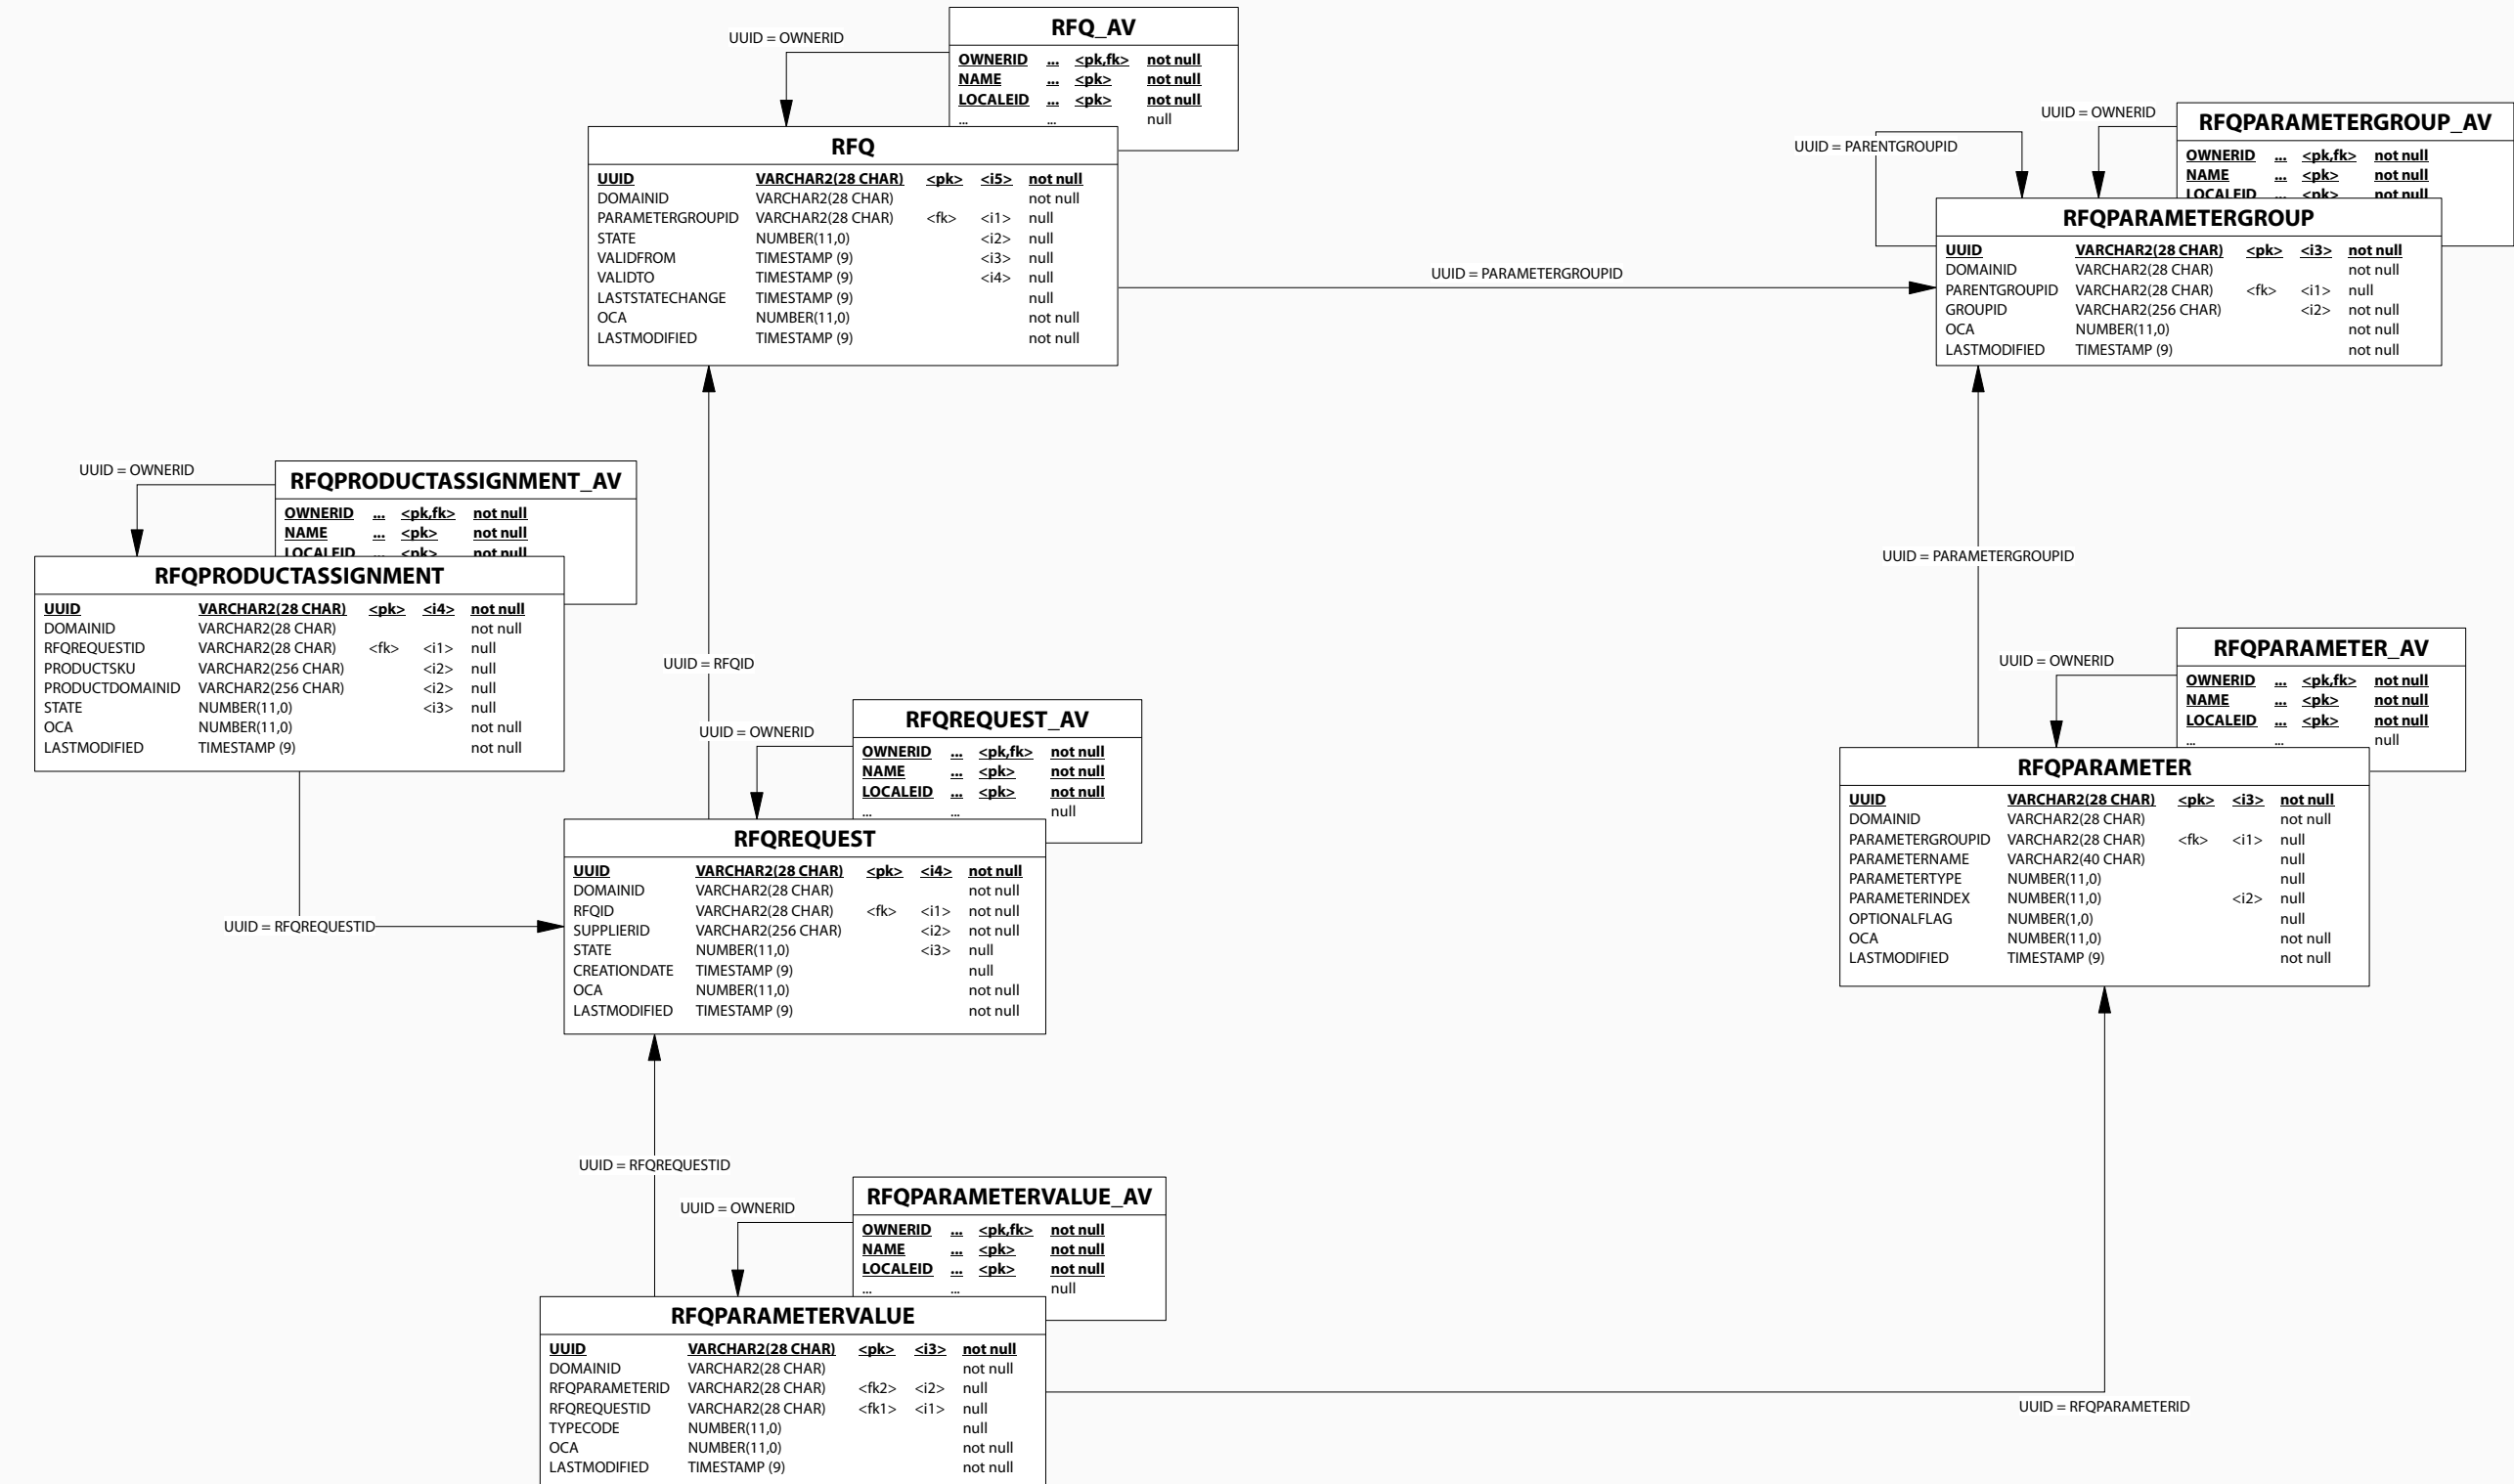 RFQ_AV
UUID = OWNERID
OWNERID ... <pk,fk> not null
NAME ... <pk> not null
LOCALEID ... <pk> not null
... ... null
RFQ
UUID VARCHAR2(28 CHAR) <pk> <i5> not null
DOMAINID VARCHAR2(28 CHAR) not null
PARAMETERGROUPID VARCHAR2(28 CHAR) <fk> <i1> null
STATE NUMBER(11,0) <i2> null
VALIDFROM TIMESTAMP (9) <i3> null
VALIDTO TIMESTAMP (9) <i4> null
LASTSTATECHANGE TIMESTAMP (9) null
OCA NUMBER(11,0) not null
LASTMODIFIED TIMESTAMP (9) not null
UUID = OWNERID
RFQPARAMETERGROUP_AV
UUID = PARENTGROUPID
OWNERID ... <pk,fk> not null
NAME ... <pk> not null
LOCALEID ... <pk> not null
RFQPARAMETERGROUP
UUID VARCHAR2(28 CHAR) <pk> <i3> not null
DOMAINID VARCHAR2(28 CHAR) not null
PARENTGROUPID VARCHAR2(28 CHAR) <fk> <i1> null
GROUPID VARCHAR2(256 CHAR) <i2> not null
OCA NUMBER(11,0) not null
LASTMODIFIED TIMESTAMP (9) not null
UUID = PARAMETERGROUPID
UUID = OWNERID
RFQPRODUCTASSIGNMENT_AV
OWNERID ... <pk,fk> not null
NAME ... <pk> not null
LOCALEID ... <pk> not null
RFQPRODUCTASSIGNMENT
UUID VARCHAR2(28 CHAR) <pk> <i4> not null
DOMAINID VARCHAR2(28 CHAR) not null
RFQREQUESTID VARCHAR2(28 CHAR) <fk> <i1> null
PRODUCTSKU VARCHAR2(256 CHAR) <i2> null
PRODUCTDOMAINID VARCHAR2(256 CHAR) <i2> null
STATE NUMBER(11,0) <i3> null
OCA NUMBER(11,0) not null
LASTMODIFIED TIMESTAMP (9) not null
UUID = PARAMETERGROUPID
UUID = RFQID
UUID = OWNERID
RFQPARAMETER_AV
OWNERID ... <pk,fk> not null
NAME ... <pk> not null
LOCALEID ... <pk> not null
... ... null
RFQPARAMETER
UUID VARCHAR2(28 CHAR) <pk> <i3> not null
DOMAINID VARCHAR2(28 CHAR) not null
PARAMETERGROUPID VARCHAR2(28 CHAR) <fk> <i1> null
PARAMETERNAME VARCHAR2(40 CHAR) null
PARAMETERTYPE NUMBER(11,0) null
PARAMETERINDEX NUMBER(11,0) <i2> null
OPTIONALFLAG NUMBER(1,0) null
OCA NUMBER(11,0) not null
LASTMODIFIED TIMESTAMP (9) not null
RFQREQUEST_AV
UUID = OWNERID
OWNERID ... <pk,fk> not null
NAME ... <pk> not null
LOCALEID ... <pk> not null
... ... null
RFQREQUEST
UUID VARCHAR2(28 CHAR) <pk> <i4> not null
DOMAINID VARCHAR2(28 CHAR) not null
RFQID VARCHAR2(28 CHAR) <fk> <i1> not null
SUPPLIERID VARCHAR2(256 CHAR) <i2> not null
STATE NUMBER(11,0) <i3> null
CREATIONDATE TIMESTAMP (9) null
OCA NUMBER(11,0) not null
LASTMODIFIED TIMESTAMP (9) not null
UUID = RFQREQUESTID
UUID = RFQREQUESTID
RFQPARAMETERVALUE_AV
UUID = OWNERID
OWNERID ... <pk,fk> not null
NAME ... <pk> not null
LOCALEID ... <pk> not null
... ... null
RFQPARAMETERVALUE
UUID VARCHAR2(28 CHAR) <pk> <i3> not null
DOMAINID VARCHAR2(28 CHAR) not null
RFQPARAMETERID VARCHAR2(28 CHAR) <fk2> <i2> null
RFQREQUESTID VARCHAR2(28 CHAR) <fk1> <i1> null
TYPECODE NUMBER(11,0) null
OCA NUMBER(11,0) not null
LASTMODIFIED TIMESTAMP (9) not null
UUID = RFQPARAMETERID